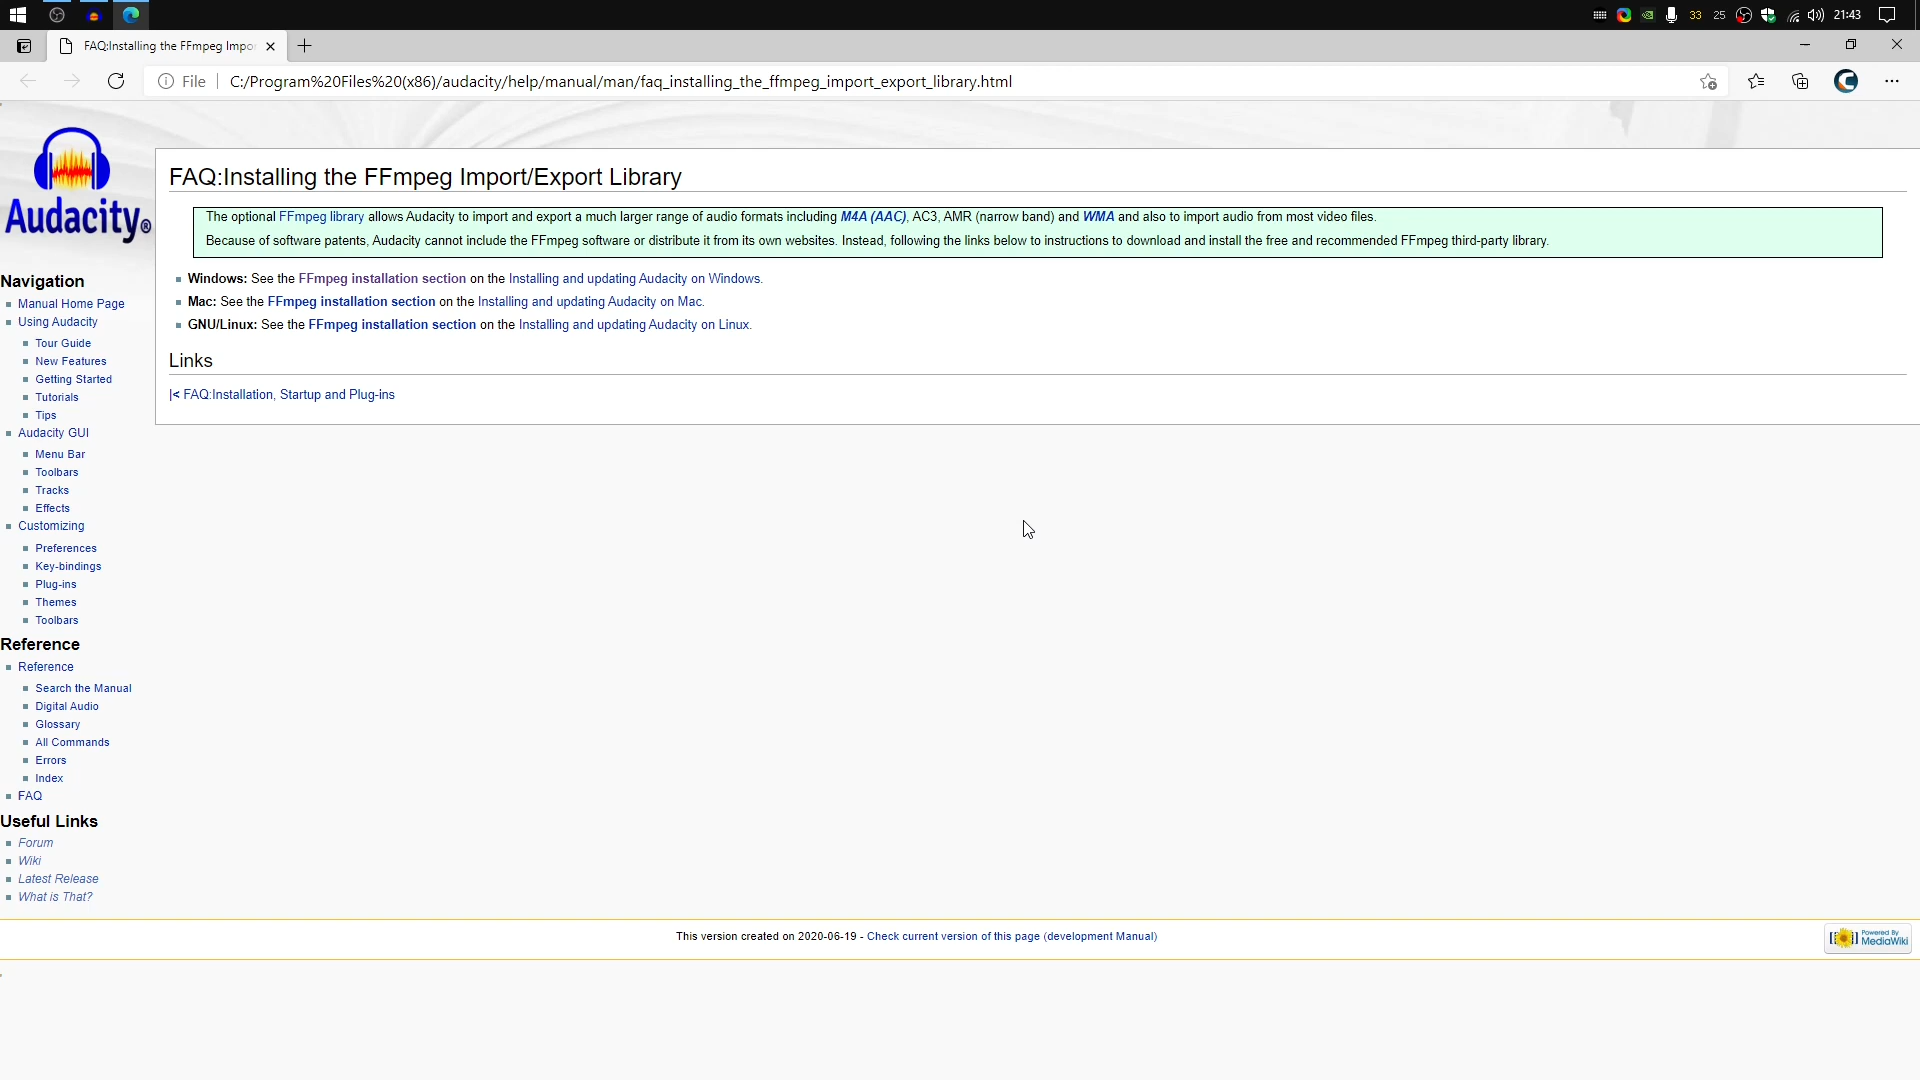 33
25
21:43
FAQ:Installing the FFmpeg Impo
File
C:/Program%20Files%20(x86)/audacity/help/manual/man/faq_installing_the_ffmpeg_import_export_library.html
Audacity®
FAQ:Installing the FFmpeg Import/Export Library
The optional FFmpeg library allows Audacity to import and export a much larger range of audio formats including M4A (AAC), AC3, AMR (narrow band) and WMA and also to import audio from most video files.
Because of software patents, Audacity cannot include the FFmpeg software or distribute it from its own websites. Instead, following the links below to instructions to download and install the free and recommended FFmpeg third-party library.
Windows: See the FFmpeg installation section on the Installing and updating Audacity on Windows.
Mac: See the FFmpeg installation section on the Installing and updating Audacity on Mac.
GNU/Linux: See the FFmpeg installation section on the Installing and updating Audacity on Linux.
Links
|< FAQ:Installation, Startup and Plug-ins
Navigation
Manual Home Page
Using Audacity
Tour Guide
New Features
Getting Started
Tutorials
Tips
Audacity GUI
Menu Bar
Toolbars
Tracks
Effects
Customizing
Preferences
Key-bindings
Plug-ins
Themes
Toolbars
Reference
Reference
Search the Manual
Digital Audio
Glossary
All Commands
Errors
Index
FAQ
Useful Links
Forum
Wiki
Latest Release
What is That?
This version created on 2020-06-19 - Check current version of this page (development Manual)
Powered By
MediaWiki